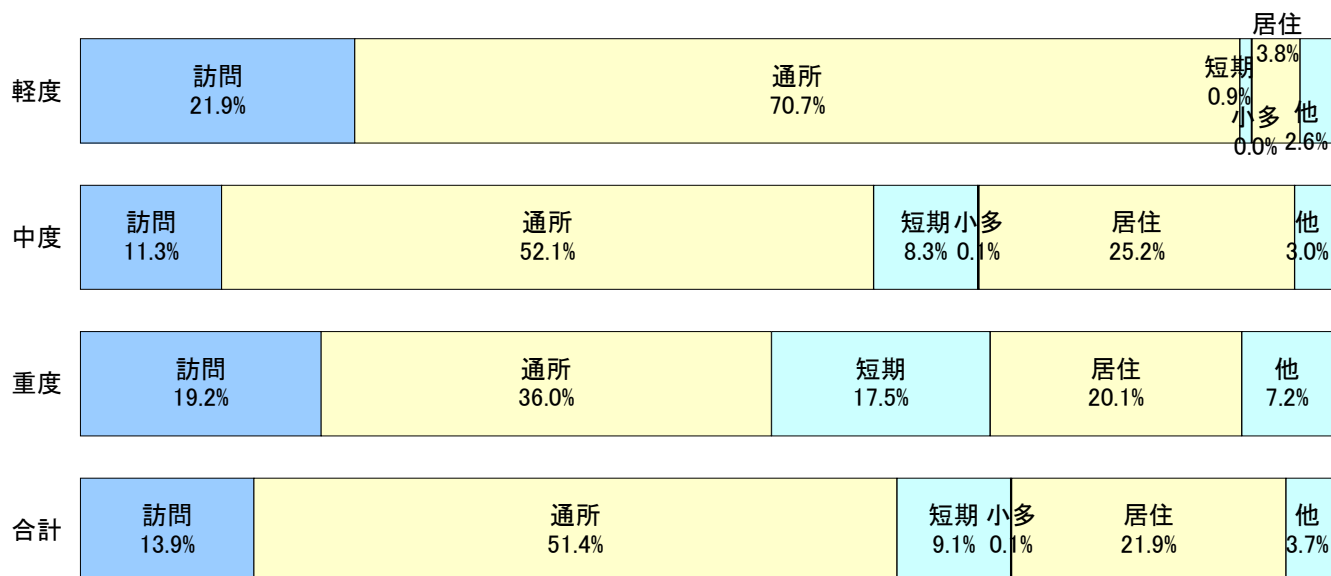 居住
3.8%
軽度
訪問
21.9%
通所
70.7%
短期
0.9%
小多
0.0%
他
2.6%
中度
訪問
11.3%
通所
52.1%
短期
8.3%
小多
0.1%
居住
25.2%
他
3.0%
重度
訪問
19.2%
通所
36.0%
短期
17.5%
居住
20.1%
他
7.2%
合計
訪問
13.9%
通所
51.4%
短期
9.1%
小多
0.1%
居住
21.9%
他
3.7%